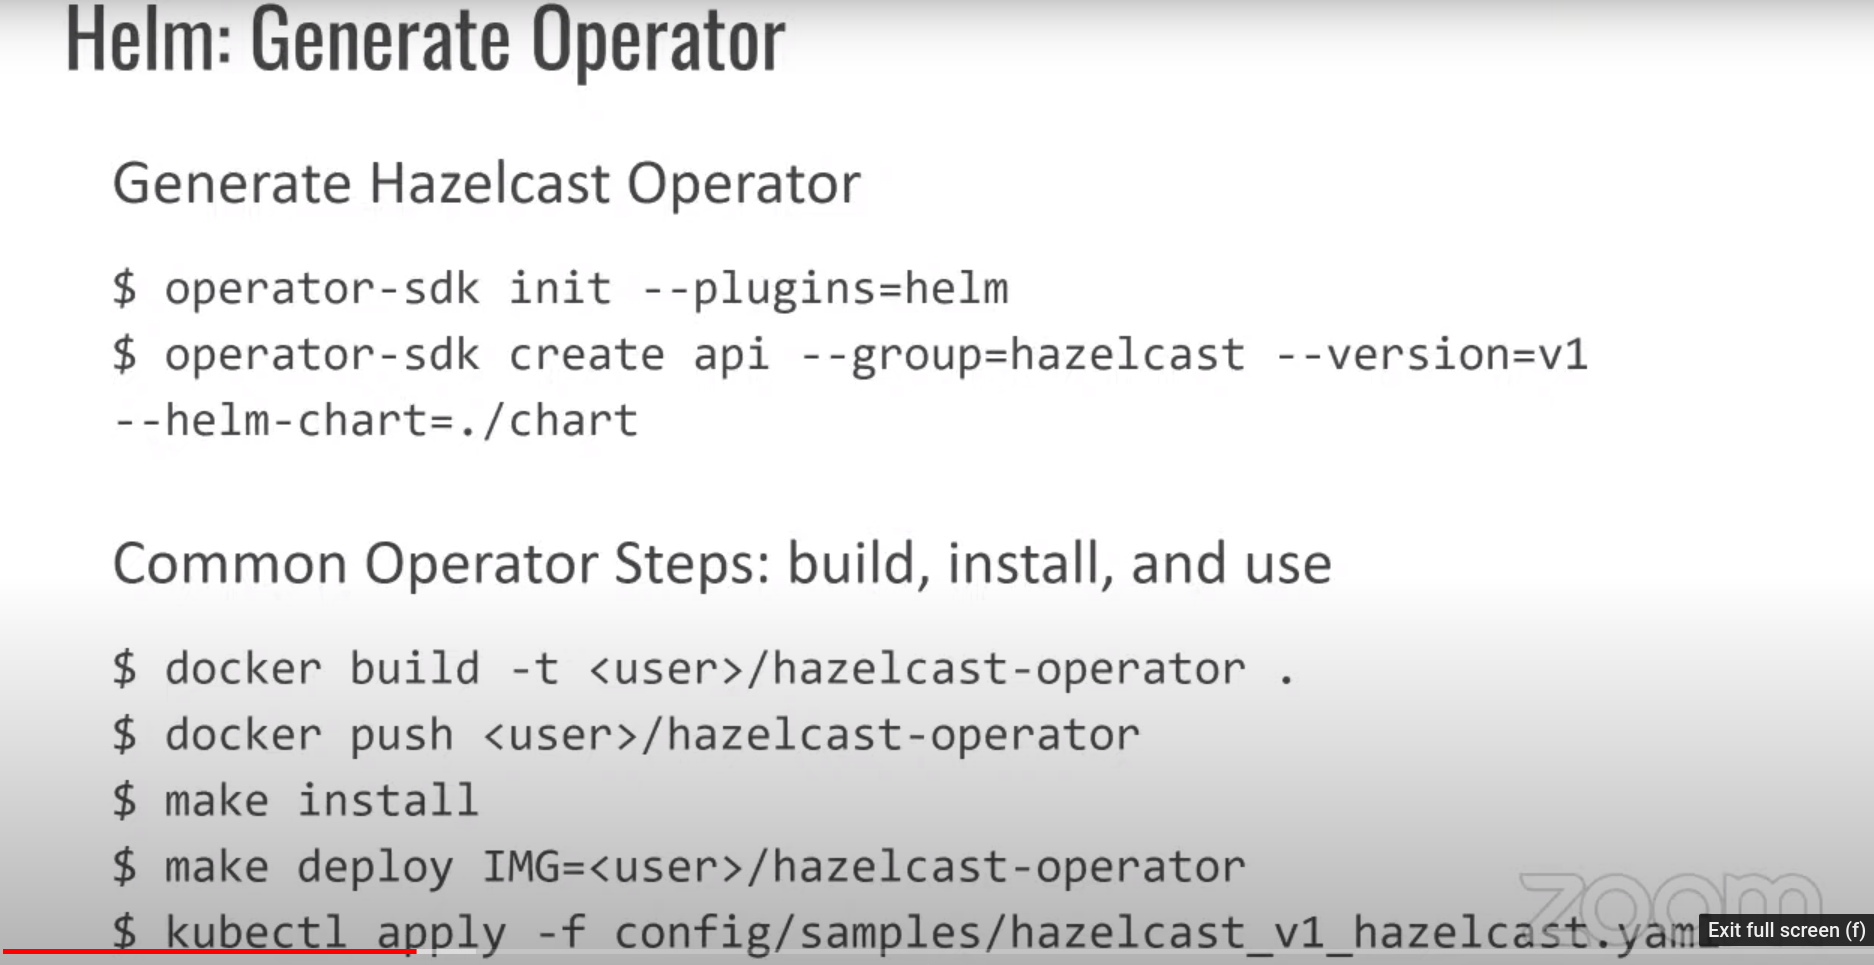 Helm: Generate Operator
Generate Hazelcast Operator
$ operator-sdk init --plugins=helm
$ operator-sdk create api --group=hazelcast --version=v1
--helm-chart=./chart
Common Operator Steps: build, install, and use
$ docker build -t <user>/hazelcast-operator .
$ docker push <user>/hazelcast-operator
$ make install
$ make deploy IMG=<user>/hazelcast-operator
$ kubectl apply -f config/samples/hazelcast_v1_hazelcast.yaml
zoom
Exit full screen (f)